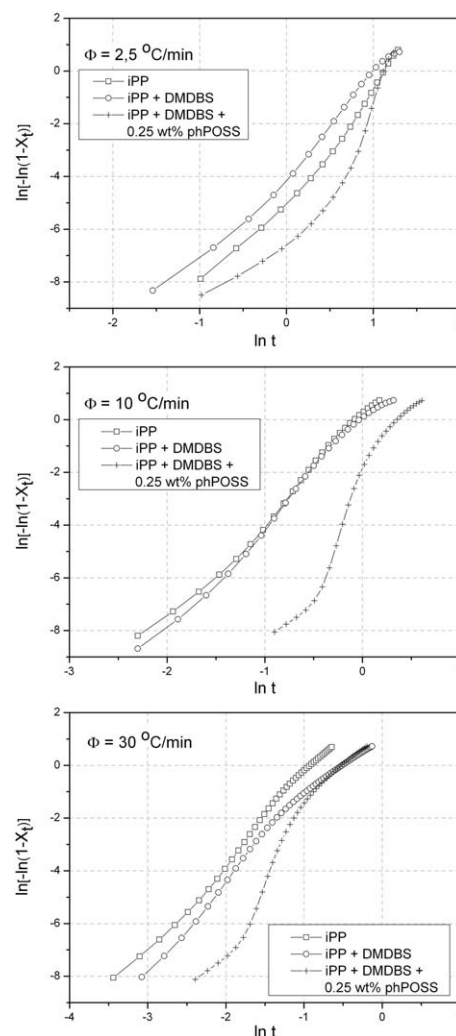 2
0
-2
-4
-6
-8
Φ = 2,5 °C/min
iPP
iPP + DMDBS
iPP + DMDBS +
0.25 wt% phPOSS
ln[-ln(1-Xt)]
-2 -1 0 1
ln t
2
0
-2
-4
-6
-8
Φ = 10 °C/min
iPP
iPP + DMDBS
iPP + DMDBS +
0.25 wt% phPOSS
ln[-ln(1-Xt)]
-3 -2 -1 0
ln t
2
0
-2
-4
-6
-8
Φ = 30 °C/min
iPP
iPP + DMDBS
iPP + DMDBS +
0.25 wt% phPOSS
ln[-ln(1-Xt)]
-4 -3 -2 -1 0
ln t